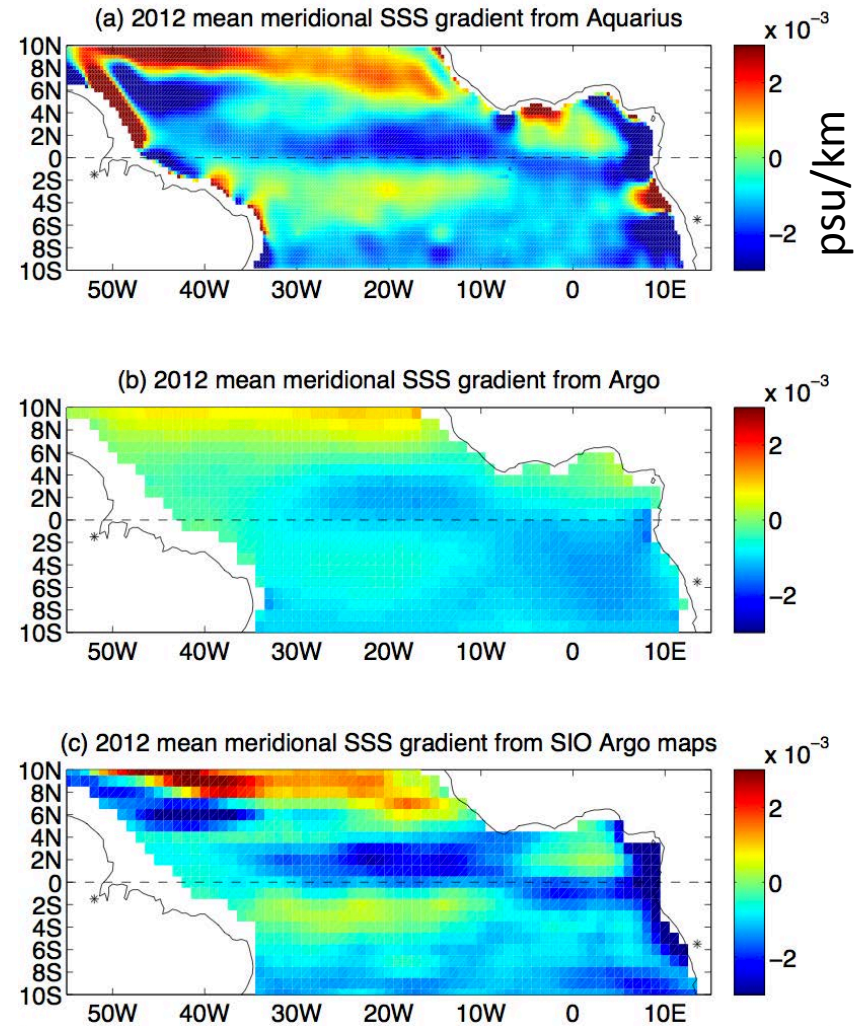 (a) 2012 mean meridional SSS gradient from Aquarius
x 10⁻³
10N
8N
6N
4N
2N
0
2S
4S
6S
8S
10S
50W 40W 30W 20W 10W 0 10E
2
0
−2
psu/km
(b) 2012 mean meridional SSS gradient from Argo
x 10⁻³
10N
8N
6N
4N
2N
0
2S
4S
6S
8S
10S
50W 40W 30W 20W 10W 0 10E
2
0
−2
(c) 2012 mean meridional SSS gradient from SIO Argo maps
x 10⁻³
10N
8N
6N
4N
2N
0
2S
4S
6S
8S
10S
50W 40W 30W 20W 10W 0 10E
2
0
−2